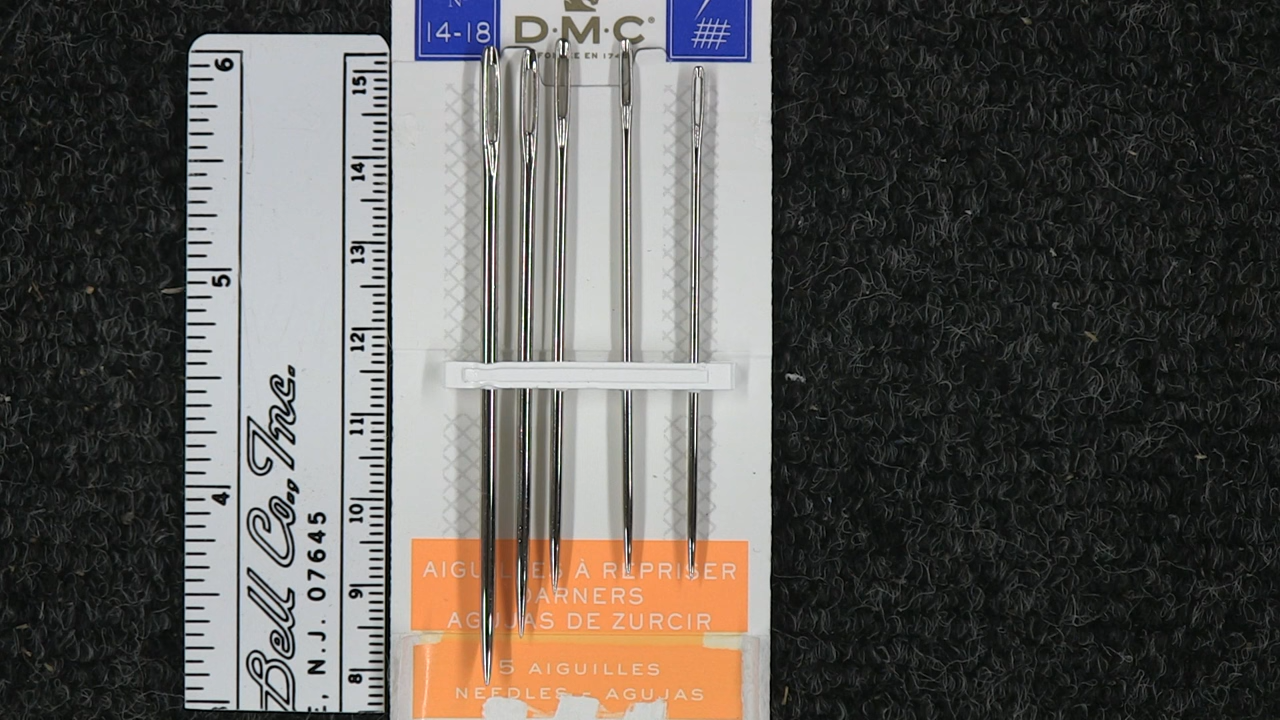 N°
14-18
D·M·C®
6
5
4
15
14
13
12
11
10
9
8
Bell Co., Inc.
N.J. 07645
À REPRISER
DARNERS
AGUJAS DE ZURCIR
5 AIGUILLES
NEEDLES - AGUJAS